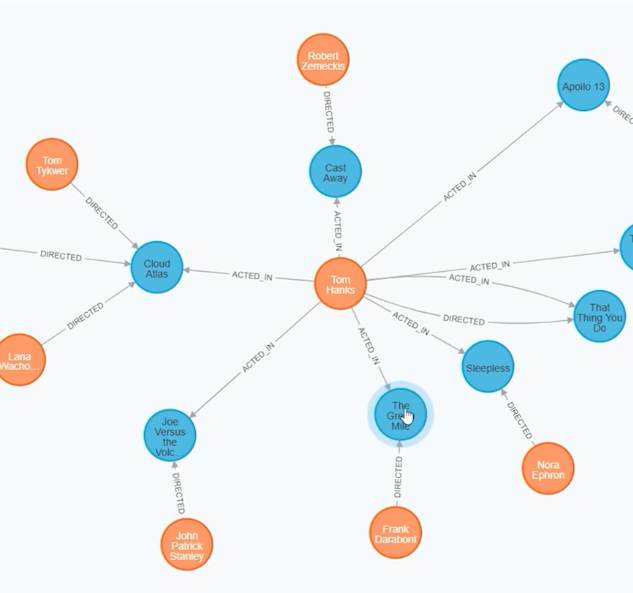 Robert
Zemeckis
DIRECTED
Cast
Away
ACTED_IN
Apollo 13
ACTED_IN
Tom
Tykwer
DIRECTED
DIRECTED
Cloud
Atlas
ACTED_IN
Tom
Hanks
ACTED_IN
ACTED_IN
DIRECTED
That
Thing You
Do
DIRECTED
Lana
Wacho...
ACTED_IN
Sleepless
ACTED_IN
ACTED_IN
Joe
Versus
the
Volc...
The
Green
Mile
DIRECTED
Nora
Ephron
DIRECTED
John
Patrick
Stanley
DIRECTED
Frank
Darabont